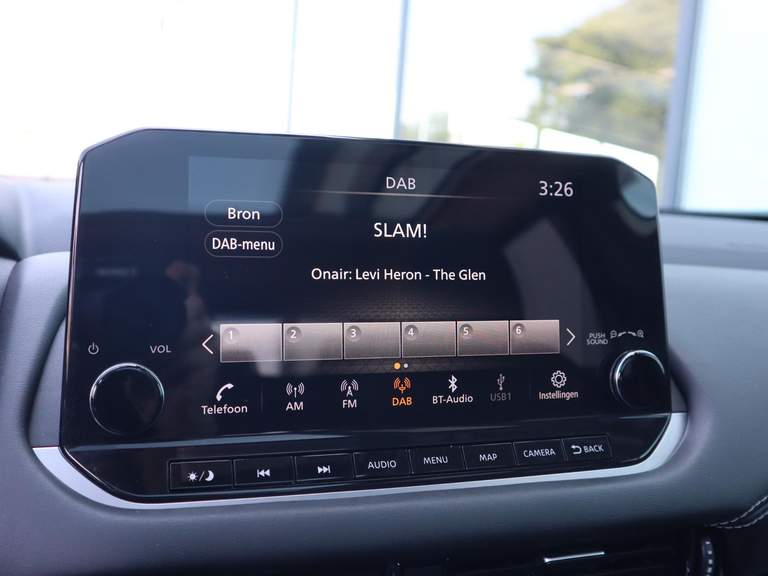 DAB
3:26
Bron
SLAM!
DAB-menu
Onair: Levi Heron - The Glen
1 2 3 4 5 6
VOL
PUSH SOUND
Telefoon AM FM DAB BT-Audio USB1 Instellingen
AUDIO MENU MAP CAMERA BACK